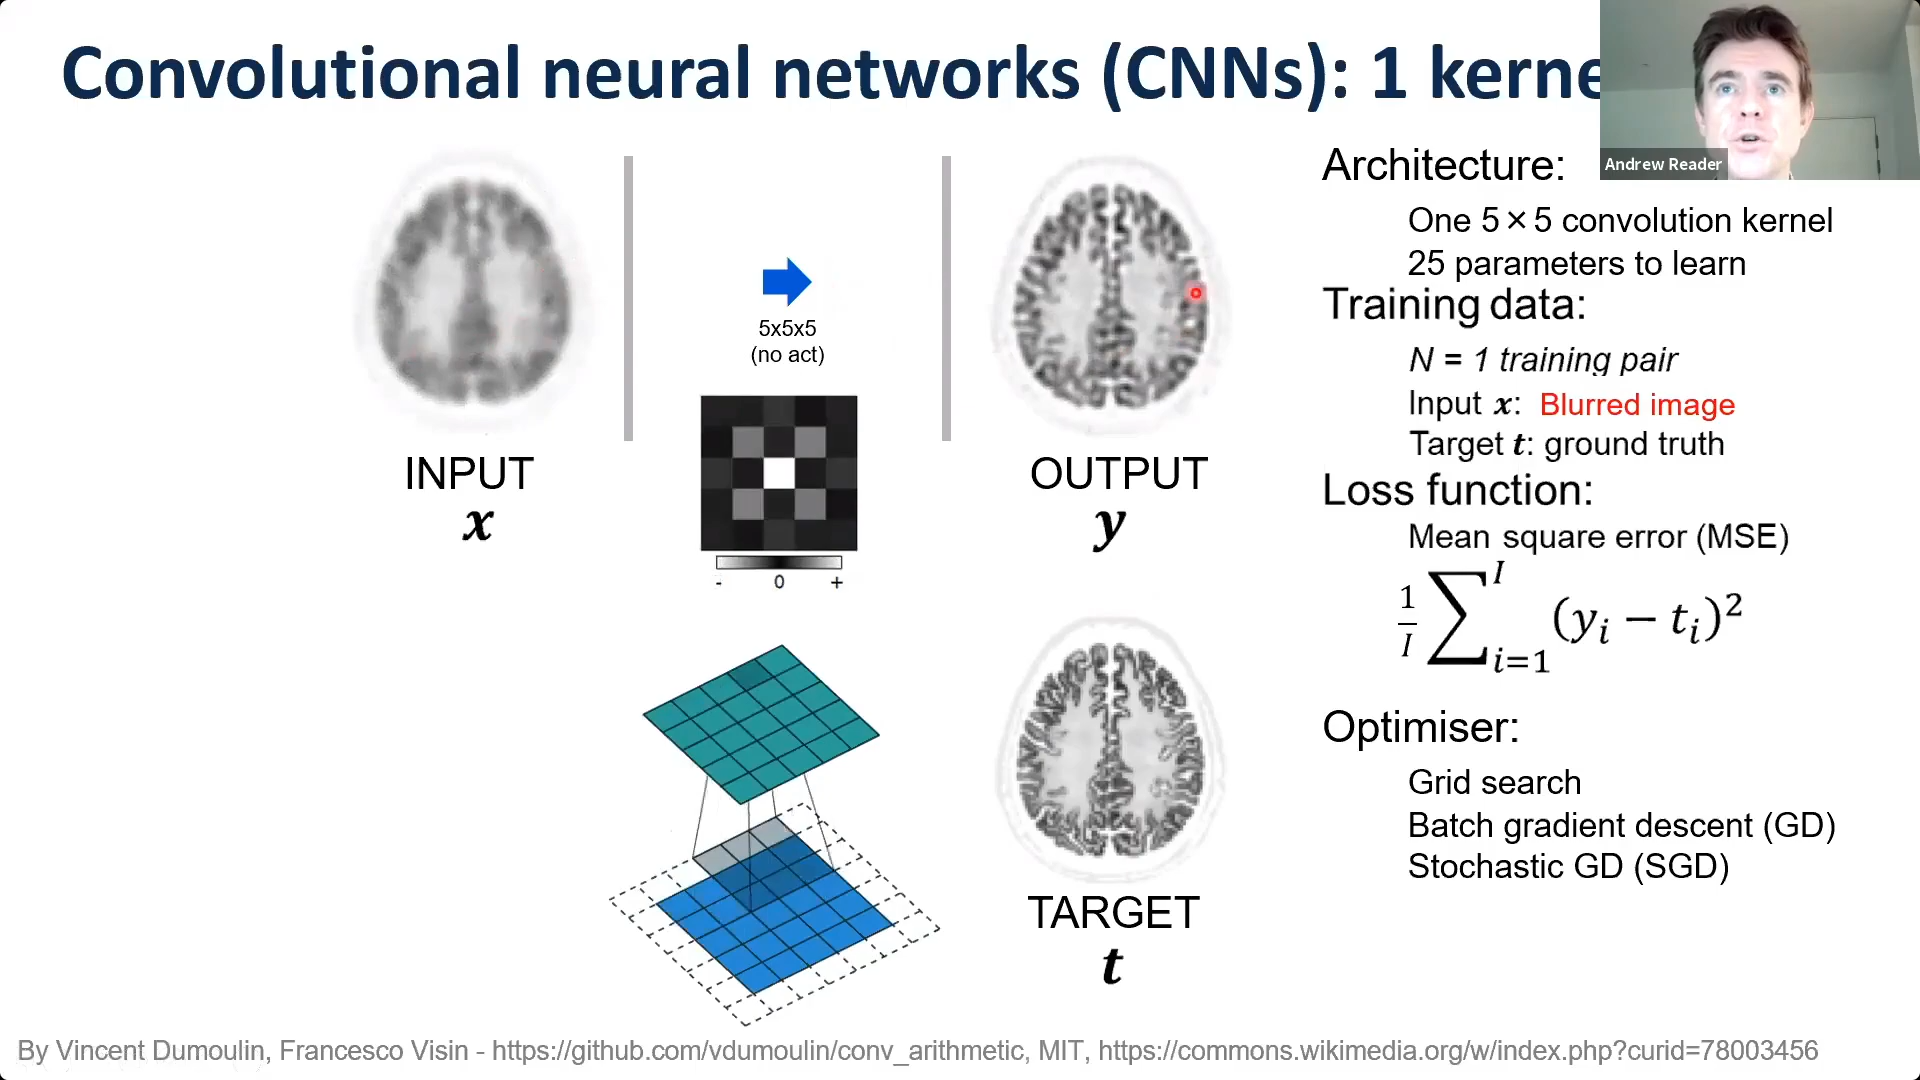 Convolutional neural networks (CNNs): 1 kerne
Andrew Reader
INPUT
x
5x5x5
(no act)
- 0 +
OUTPUT
y
TARGET
t
Architecture:
One 5×5 convolution kernel
25 parameters to learn
Training data:
N = 1 training pair
Input x: Blurred image
Target t: ground truth
Loss function:
Mean square error (MSE)
1/I ∑_{i=1}^{I} (y_i − t_i)²
Optimiser:
Grid search
Batch gradient descent (GD)
Stochastic GD (SGD)
By Vincent Dumoulin, Francesco Visin - https://github.com/vdumoulin/conv_arithmetic, MIT, https://commons.wikimedia.org/w/index.php?curid=78003456